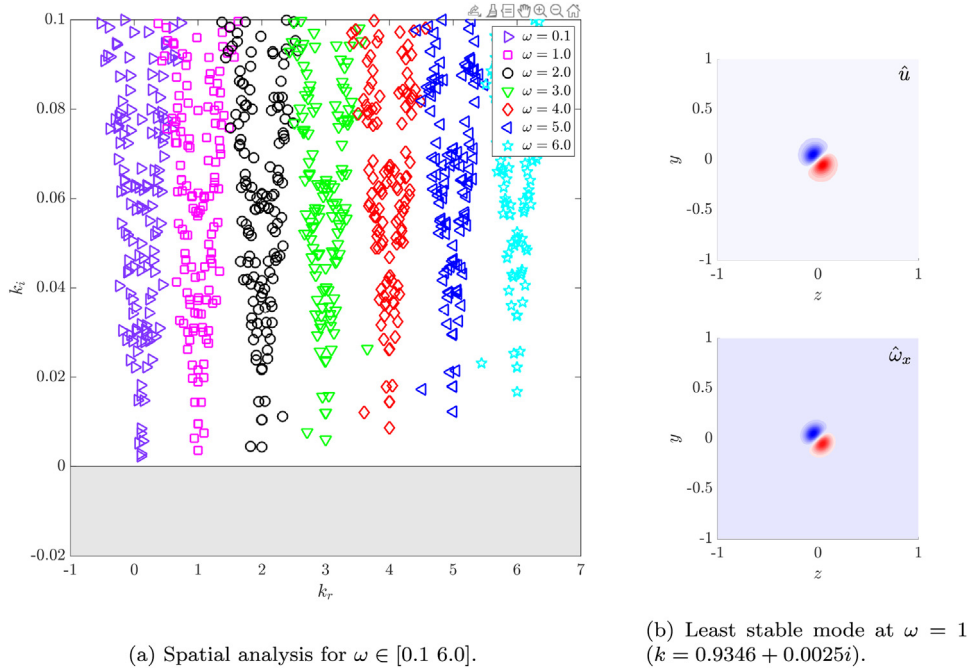 0.1
0.08
0.06
0.04
0.02
0
-0.02
k_i
-1 0 1 2 3 4 5 6 7
k_r
ω = 0.1
ω = 1.0
ω = 2.0
ω = 3.0
ω = 4.0
ω = 5.0
ω = 6.0
(a) Spatial analysis for ω ∈ [0.1 6.0].
û
1
0.5
0
-0.5
-1
y
-1 0 1
z
ω̂_x
1
0.5
0
-0.5
-1
y
-1 0 1
z
(b) Least stable mode at ω = 1
(k = 0.9346 + 0.0025i).